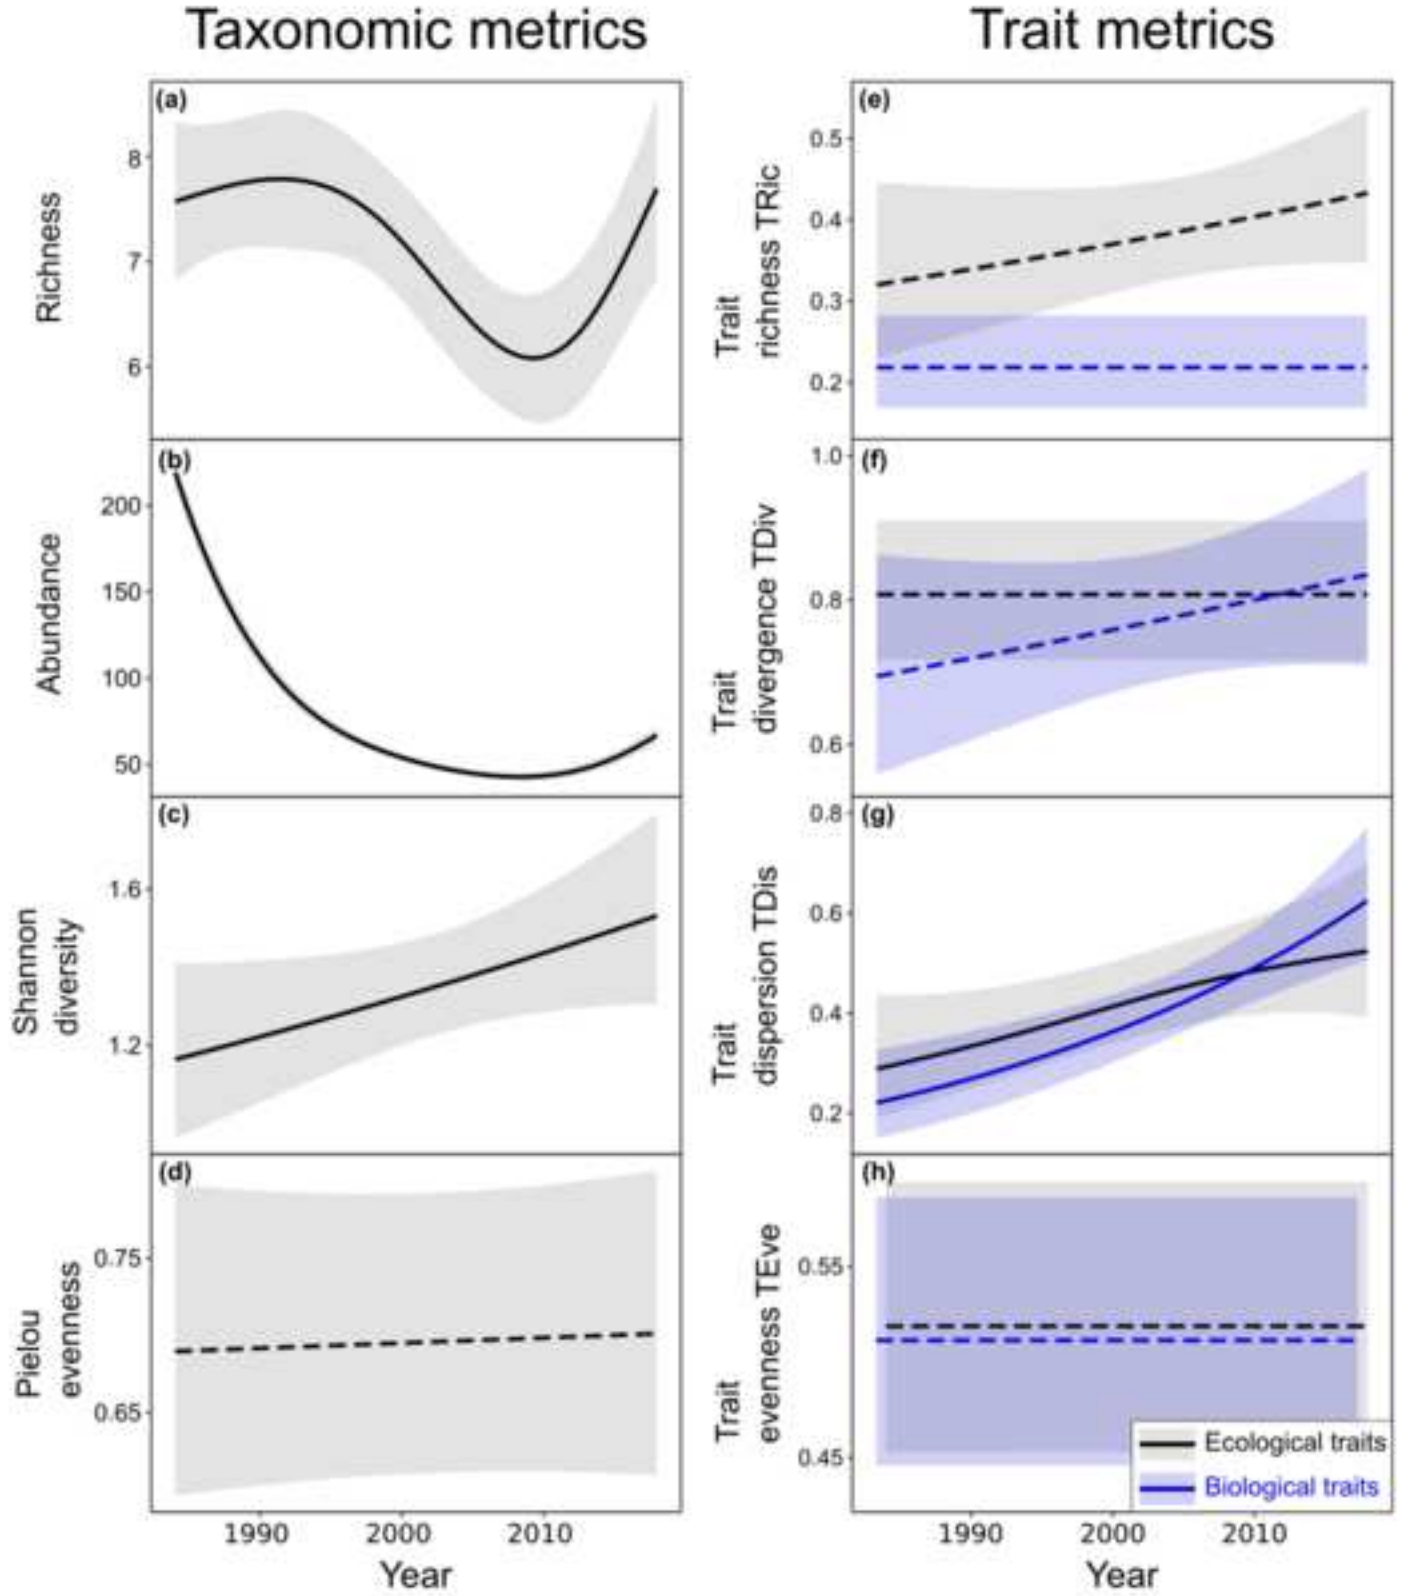 Taxonomic metrics
Trait metrics
(a)
8
7
6
Richness
(b)
200
150
100
50
Abundance
(c)
1.6
1.2
Shannon
diversity
(d)
0.75
0.65
Pielou
evenness
1990 2000 2010
Year
(e)
0.5
0.4
0.3
0.2
Trait
richness TRic
(f)
1.0
0.8
0.6
Trait
divergence TDiv
(g)
0.8
0.6
0.4
0.2
Trait
dispersion TDis
(h)
0.55
0.45
Trait
evenness TEve
Ecological traits
Biological traits
1990 2000 2010
Year